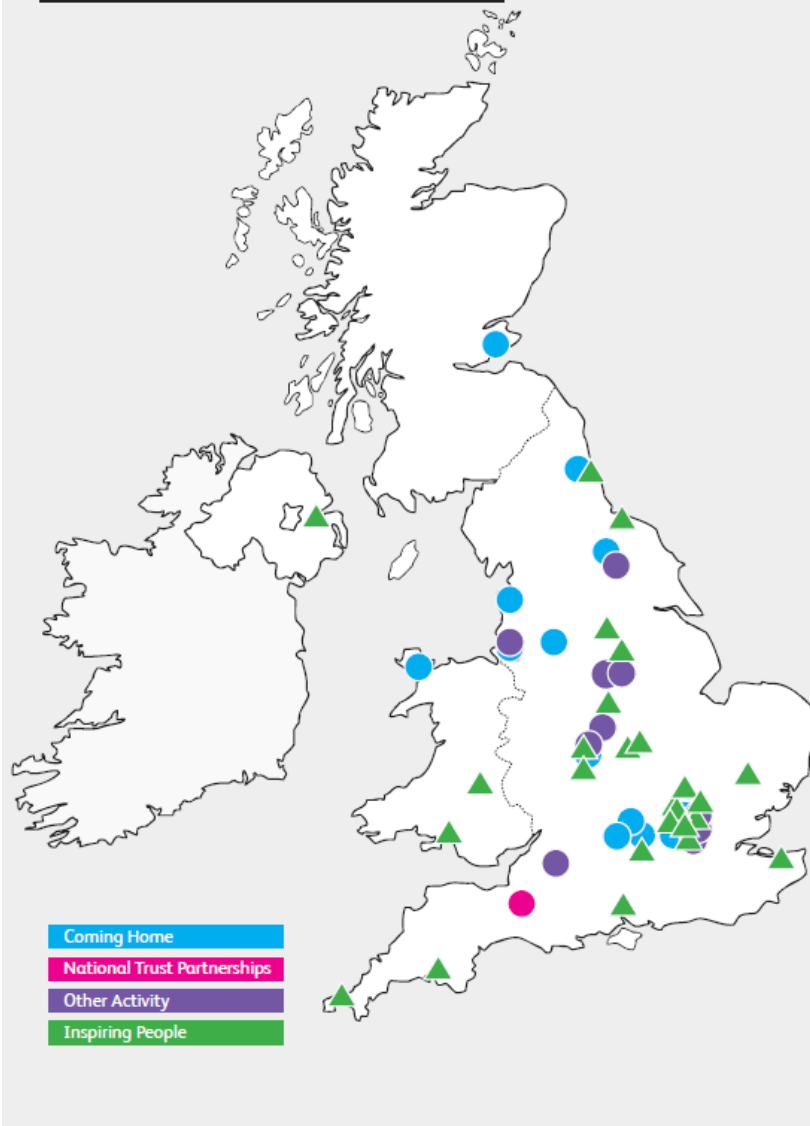 Coming Home
National Trust Partnerships
Other Activity
Inspiring People